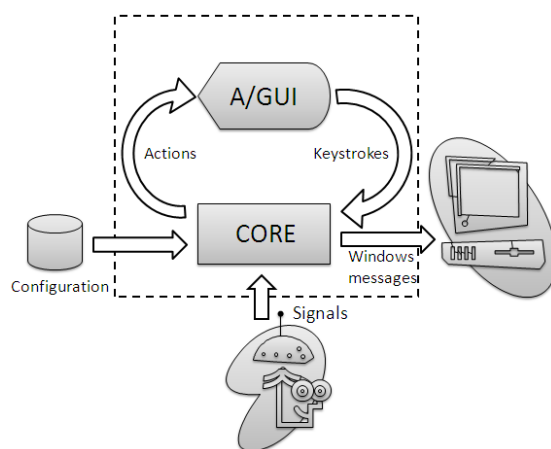 A/GUI
Actions
Keystrokes
CORE
Configuration
Windows
messages
Signals